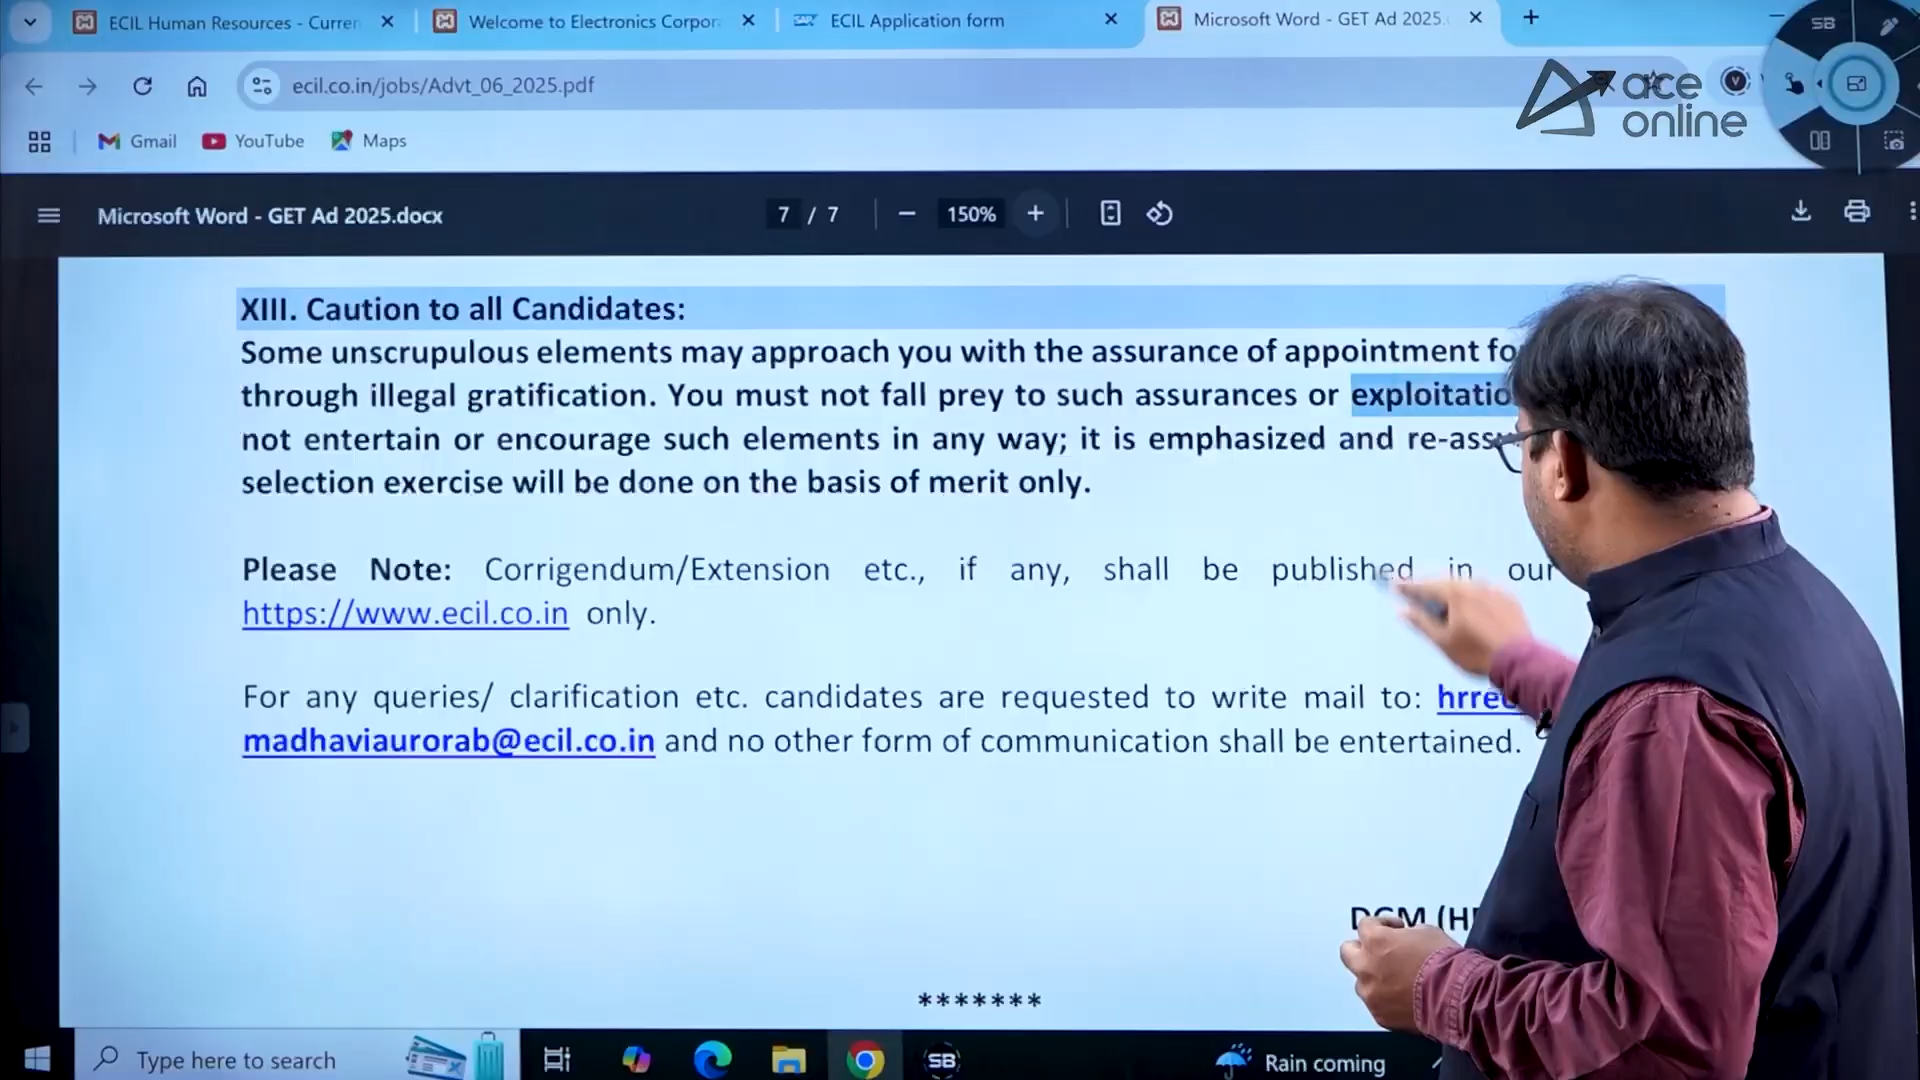 ECIL Human Resources - Curren
Welcome to Electronics Corpor
ECIL Application form
Microsoft Word - GET Ad 2025.
SB
ecil.co.in/jobs/Advt_06_2025.pdf
ace
online
Gmail
YouTube
Maps
Microsoft Word - GET Ad 2025.docx
7 / 7
150%
XIII. Caution to all Candidates:
Some unscrupulous elements may approach you with the assurance of appointment
through illegal gratification. You must not fall prey to such assurances or exploitatio
not entertain or encourage such elements in any way; it is emphasized and
selection exercise will be done on the basis of merit only.
Please Note: Corrigendum/Extension etc., if any, shall be published in our
https://www.ecil.co.in only.
For any queries/ clarification etc. candidates are requested to write mail to:
madhaviaurorab@ecil.co.in and no other form of communication shall be entertained.
DGM
*******
Type here to search
SB
Rain coming